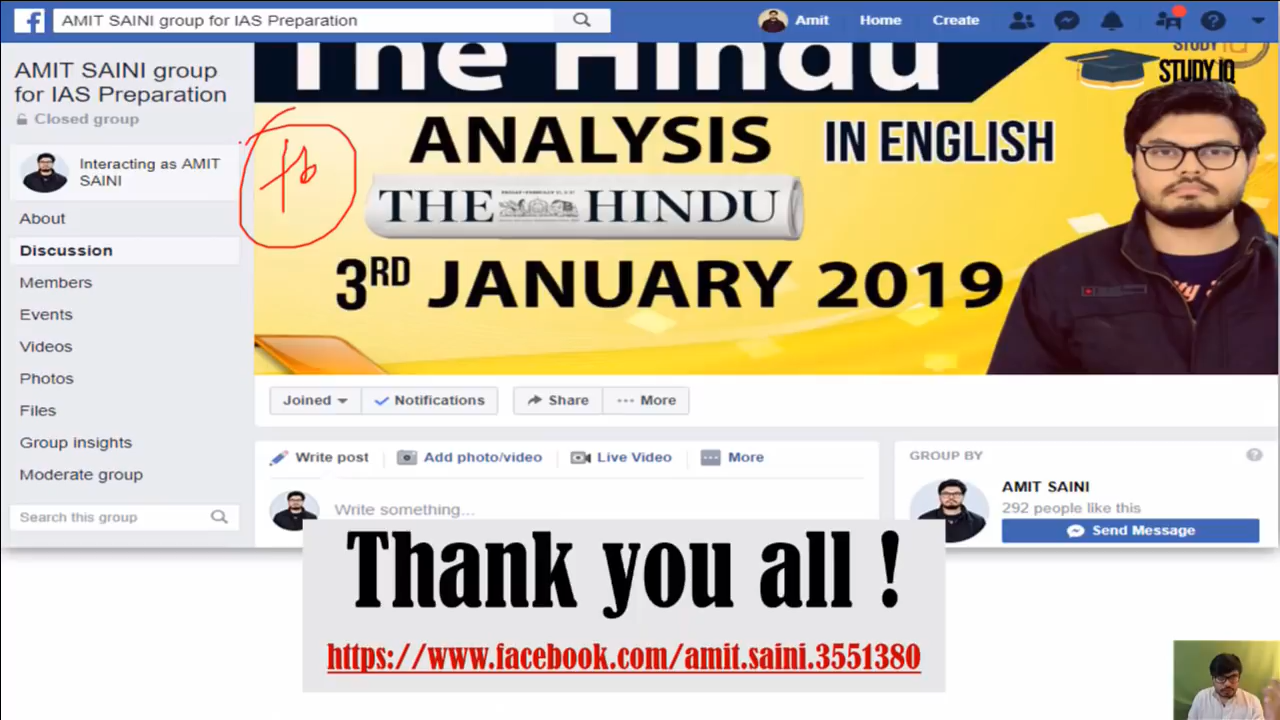 AMIT SAINI group for IAS Preparation
Amit
Home
Create
AMIT SAINI group
for IAS Preparation
Closed group
Interacting as AMIT
SAINI
About
Discussion
Members
Events
Videos
Photos
Files
Group insights
Moderate group
Search this group
The Hindu
STUDY IQ
STUDY IQ
ANALYSIS
IN ENGLISH
THE HINDU
3RD JANUARY 2019
fb
Joined
Notifications
Share
More
Write post
Add photo/video
Live Video
More
Write something...
GROUP BY
AMIT SAINI
292 people like this
Send Message
Thank you all !
https://www.facebook.com/amit.saini.3551380